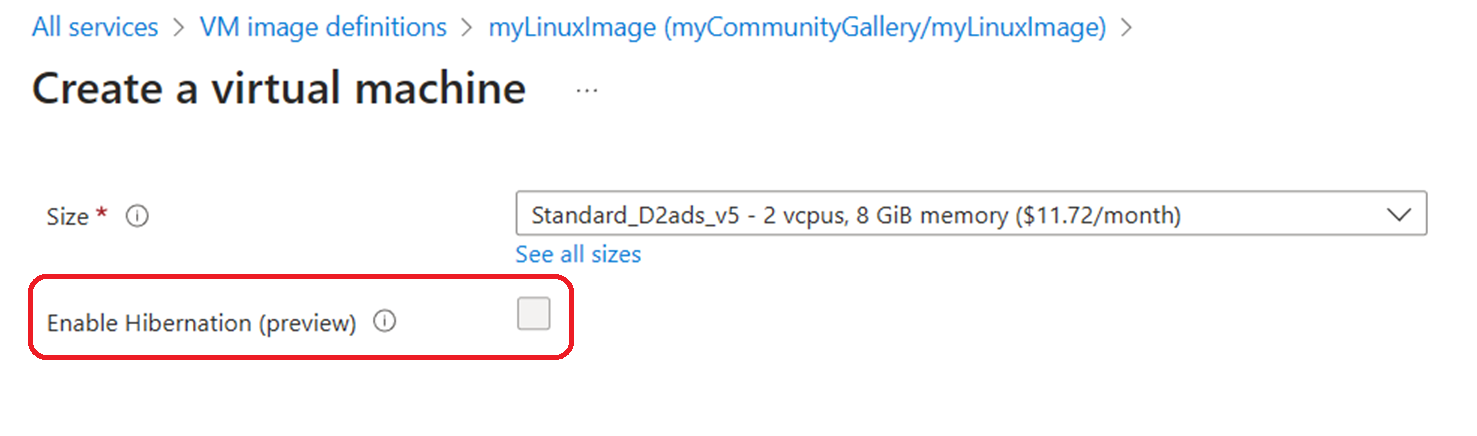 All services > VM image definitions > myLinuxImage (myCommunityGallery/myLinuxImage) >
Create a virtual machine ...
Size * ⓘ Standard_D2ads_v5 - 2 vcpus, 8 GiB memory ($11.72/month)
See all sizes
Enable Hibernation (preview) ⓘ